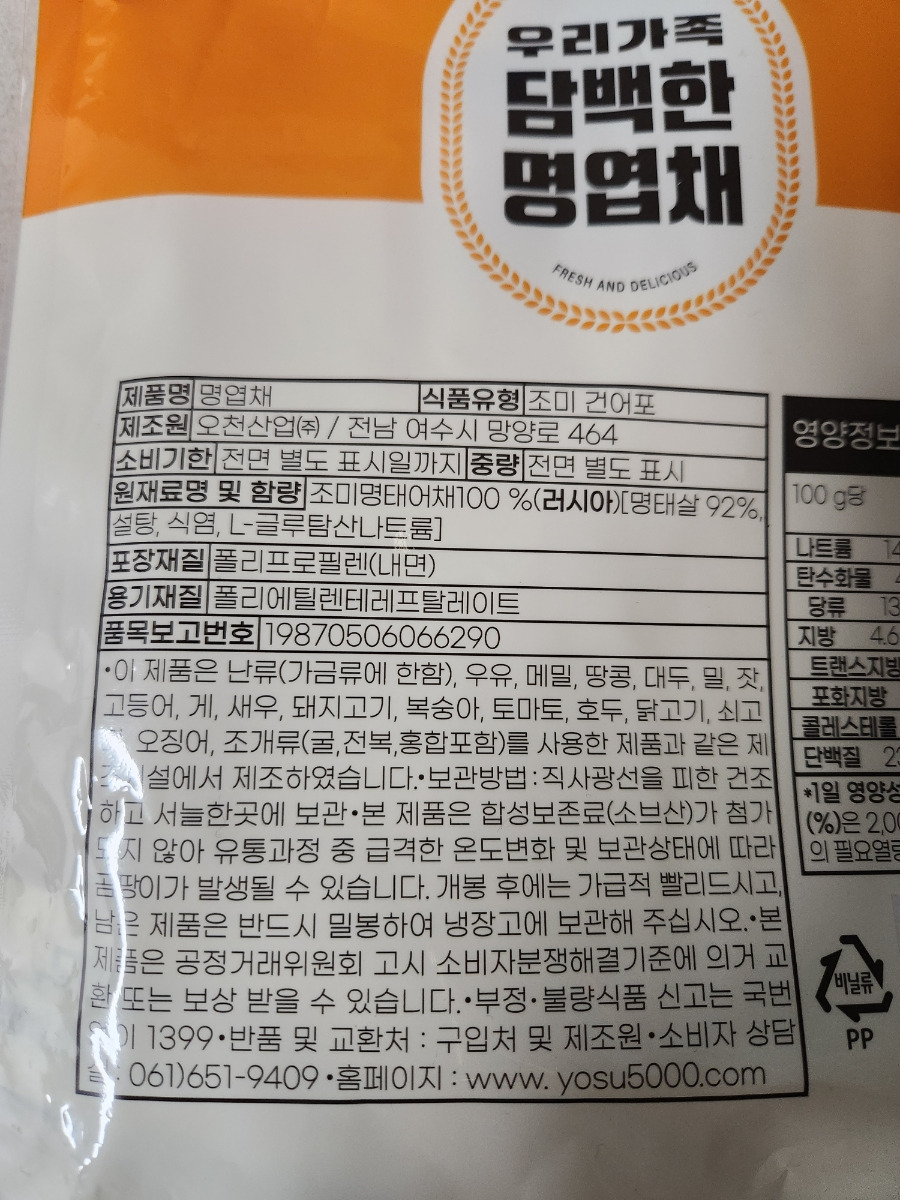 우리가족
담백한
명엽채
FRESH AND DELICIOUS
제품명 명엽채 식품유형 조미 건어포
제조원 오천산업㈜ / 전남 여수시 망양로 464
소비기한 전면 별도 표시일까지 중량 전면 별도 표시
원재료명 및 함량 조미명태어채100 %(러시아)[명태살 92%,
설탕, 식염, L-글루탐산나트륨]
포장재질 폴리프로필렌(내면)
용기재질 폴리에틸렌테레프탈레이트
품목보고번호 19870506066290
•이 제품은 난류(가금류에 한함), 우유, 메밀, 땅콩, 대두, 밀, 잣,
고등어, 게, 새우, 돼지고기, 복숭아, 토마토, 호두, 닭고기, 쇠고
오징어, 조개류(굴,전복,홍합포함)를 사용한 제품과 같은 제
설에서 제조하였습니다.•보관방법:직사광선을 피한 건조
하고 서늘한곳에 보관•본 제품은 합성보존료(소브산)가 첨가
되지 않아 유통과정 중 급격한 온도변화 및 보관상태에 따라
곰팡이가 발생될 수 있습니다. 개봉 후에는 가급적 빨리드시고,
남은 제품은 반드시 밀봉하여 냉장고에 보관해 주십시오.•본
제품은 공정거래위원회 고시 소비자분쟁해결기준에 의거 교
환 또는 보상 받을 수 있습니다.•부정•불량식품 신고는 국번
이 1399•반품 및 교환처 : 구입처 및 제조원•소비자 상담
: 061)651-9409•홈페이지 : www. yosu5000.com
영양정보
100 g당
나트륨
탄수화물
당류
지방 4.6
트랜스지방
포화지방
콜레스테롤
단백질
*1일 영양성
(%)은 2,00
의 필요열량
비닐류
PP